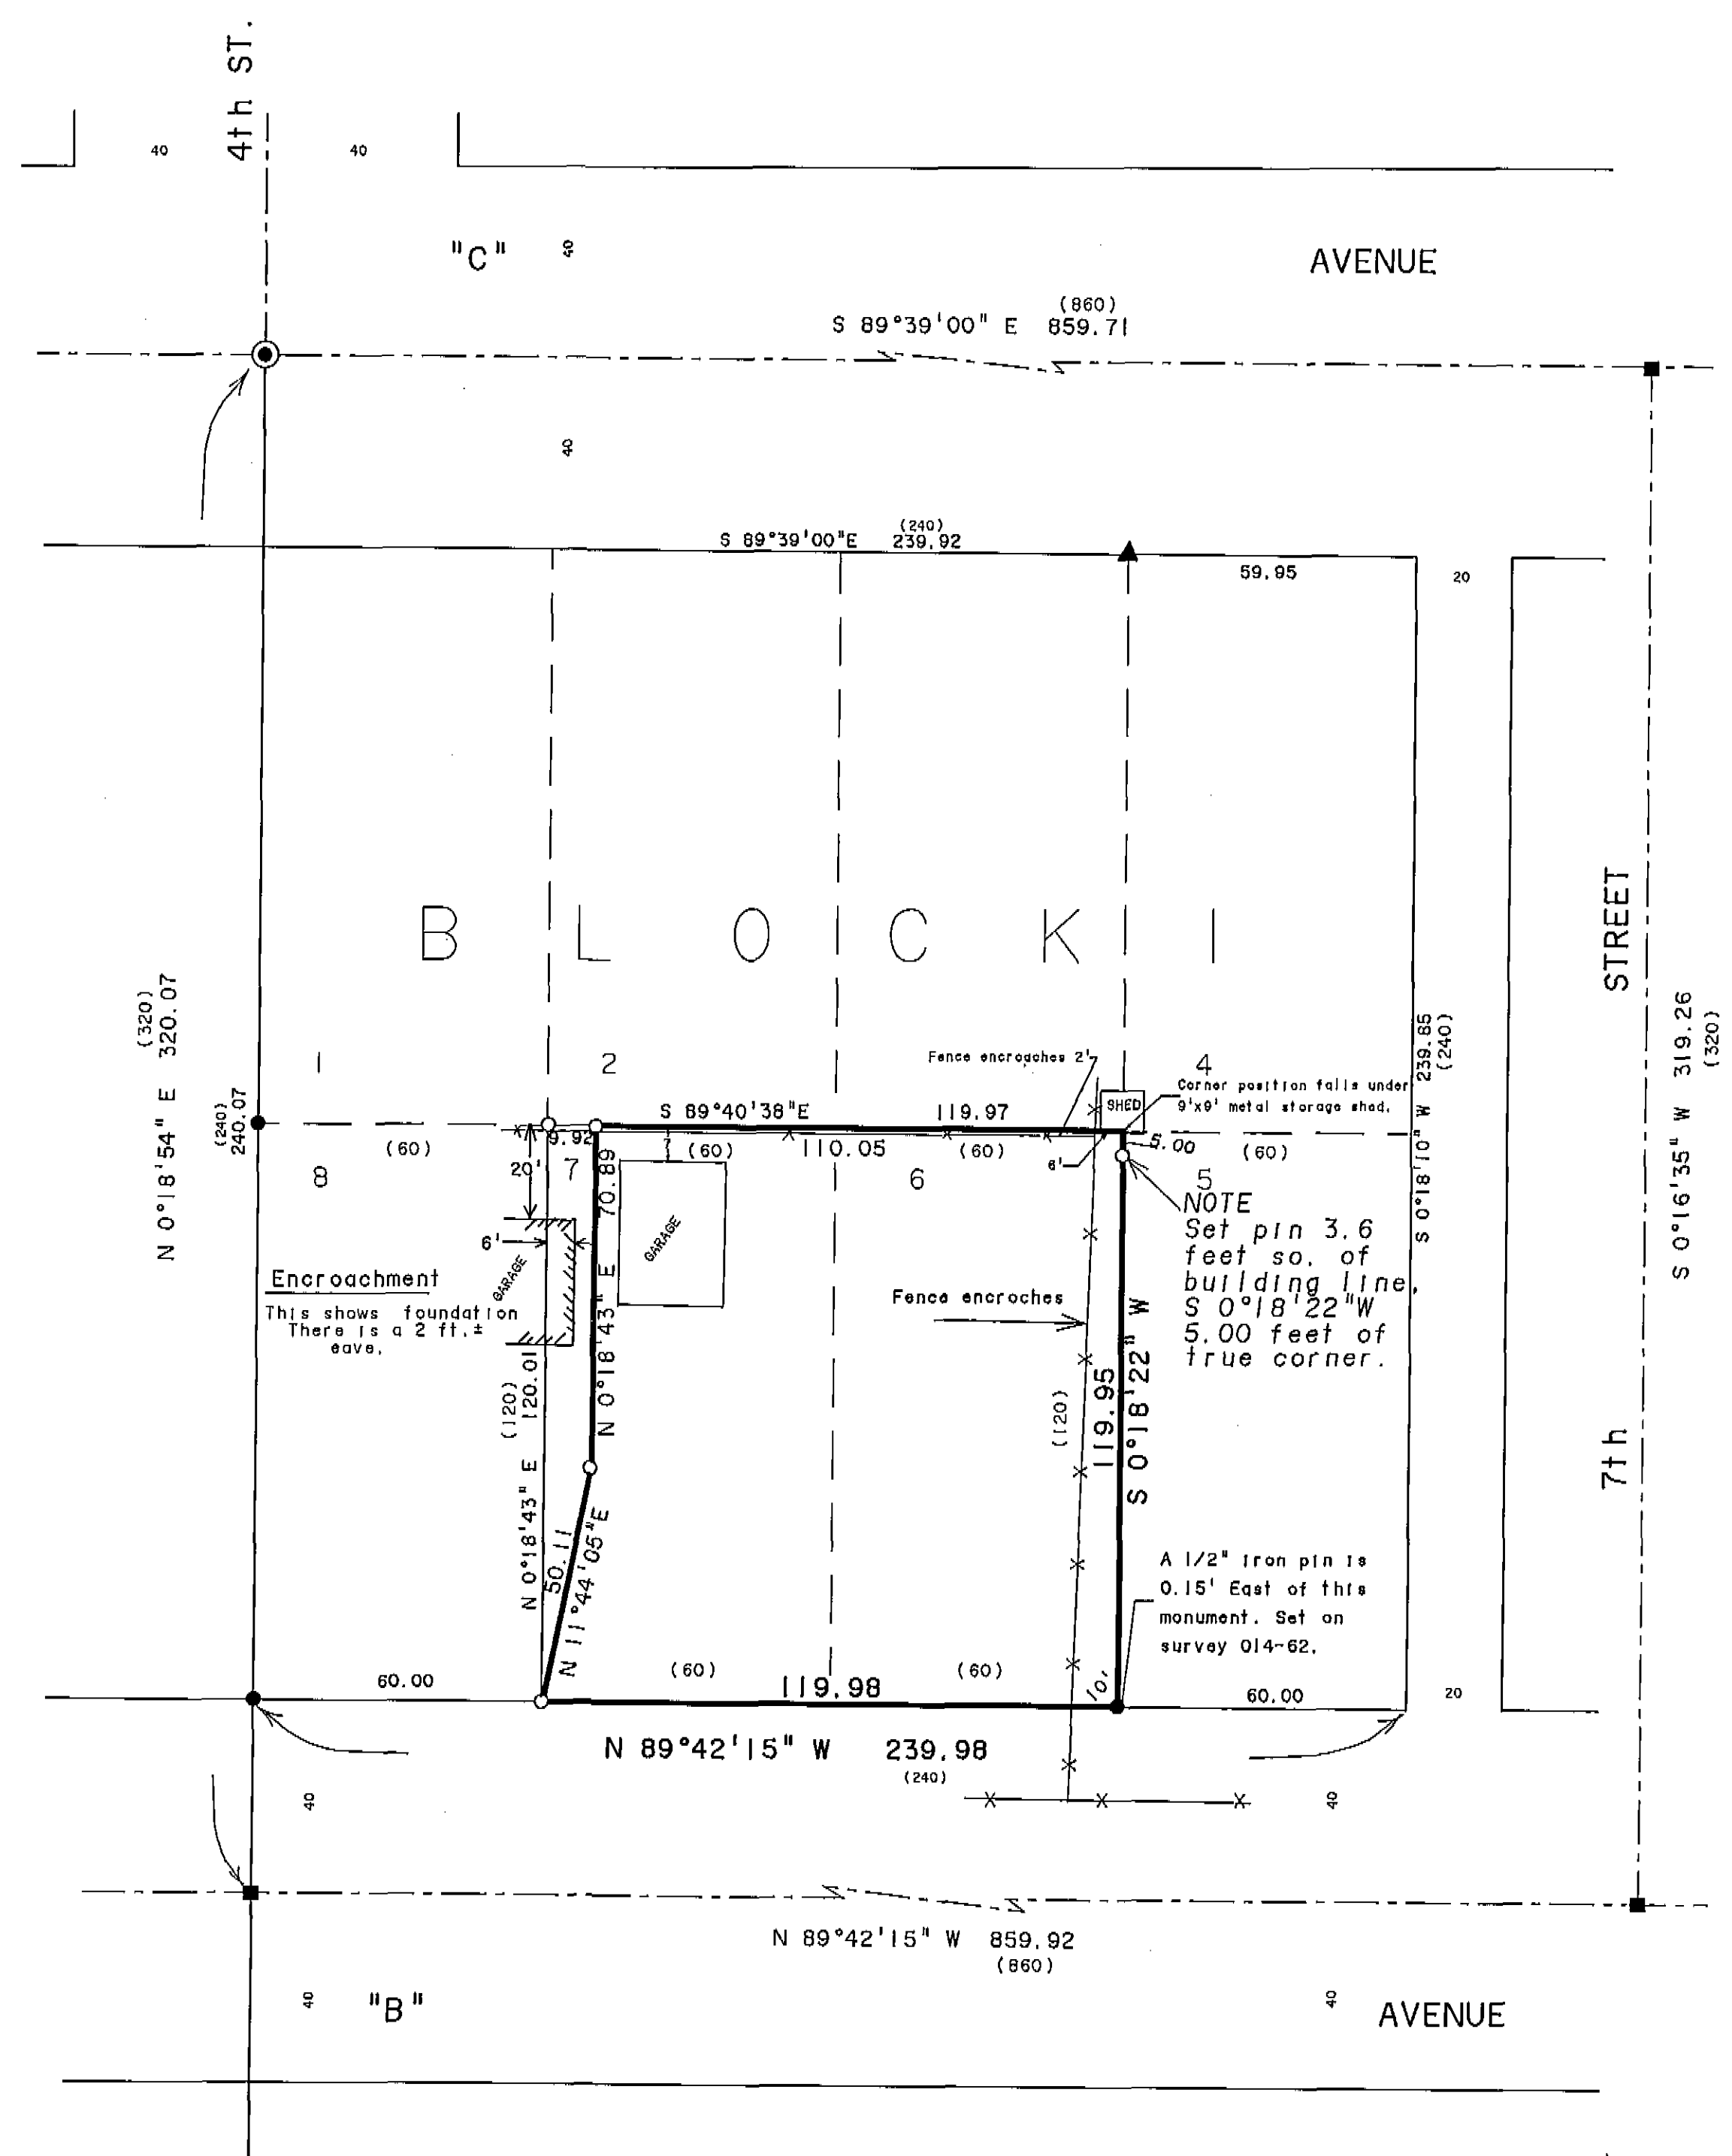 4th ST.
40
40
"C"
40
AVENUE
(860)
S 89°39'00" E 859.71
40
(240)
S 89°39'00"E 239.92
59.95
20
BLOCK 1
STREET
7th
(320)
N 0°18'54" E 320.07
(240)
240.07
S 0°18'10" W 239.85
(240)
S 0°16'35" W 319.26
(320)
1
2
4
Fence encroaches 2'
SHED
Corner position falls under
9'x9' metal storage shed.
S 89°40'38"E 119.97
9.92
(60)
(60)
110.05
(60)
6'
5.00
(60)
8
7
6
5
20'
6'
GARAGE
GARAGE
N 0°18'43" E 70.89
Encroachment
This shows foundation
There is a 2 ft.±
eave.
Fence encroches
NOTE
Set pin 3.6
feet so. of
building line,
S 0°18'22"W
5.00 feet of
true corner.
(120)
N 0°18'43" E 120.01
50.11
N 11°44'05"E
(120)
119.95
S 0°18'22" W
A 1/2" iron pin is
0.15' East of this
monument. Set on
survey 014-62.
60.00
(60)
119.98
(60)
10'
60.00
20
N 89°42'15" W 239.98
(240)
40
40
N 89°42'15" W 859.92
(860)
40
"B"
40
AVENUE